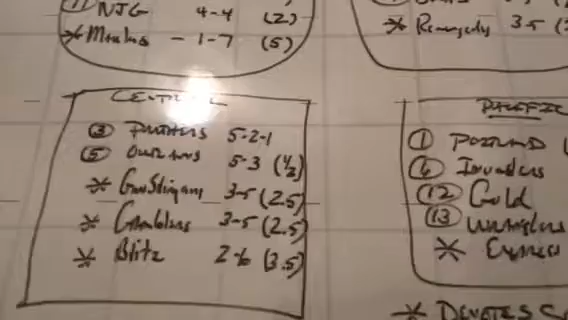 NJG 4-4 (2)
* Maulers - 1-7 (5)
* Renegades 3-5
CENTRAL
③ Panthers 5-2-1
⑤ Outlaws 5-3 (1/2)
* Gunslingers 3-5 (2.5)
* Gamblers 3-5 (2.5)
* Blitz 2-6 (3.5)
PACIFIC
① PORTLAND
Invaders
⑫ Gold
⑬ Wranglers
* Express
* DENOTES